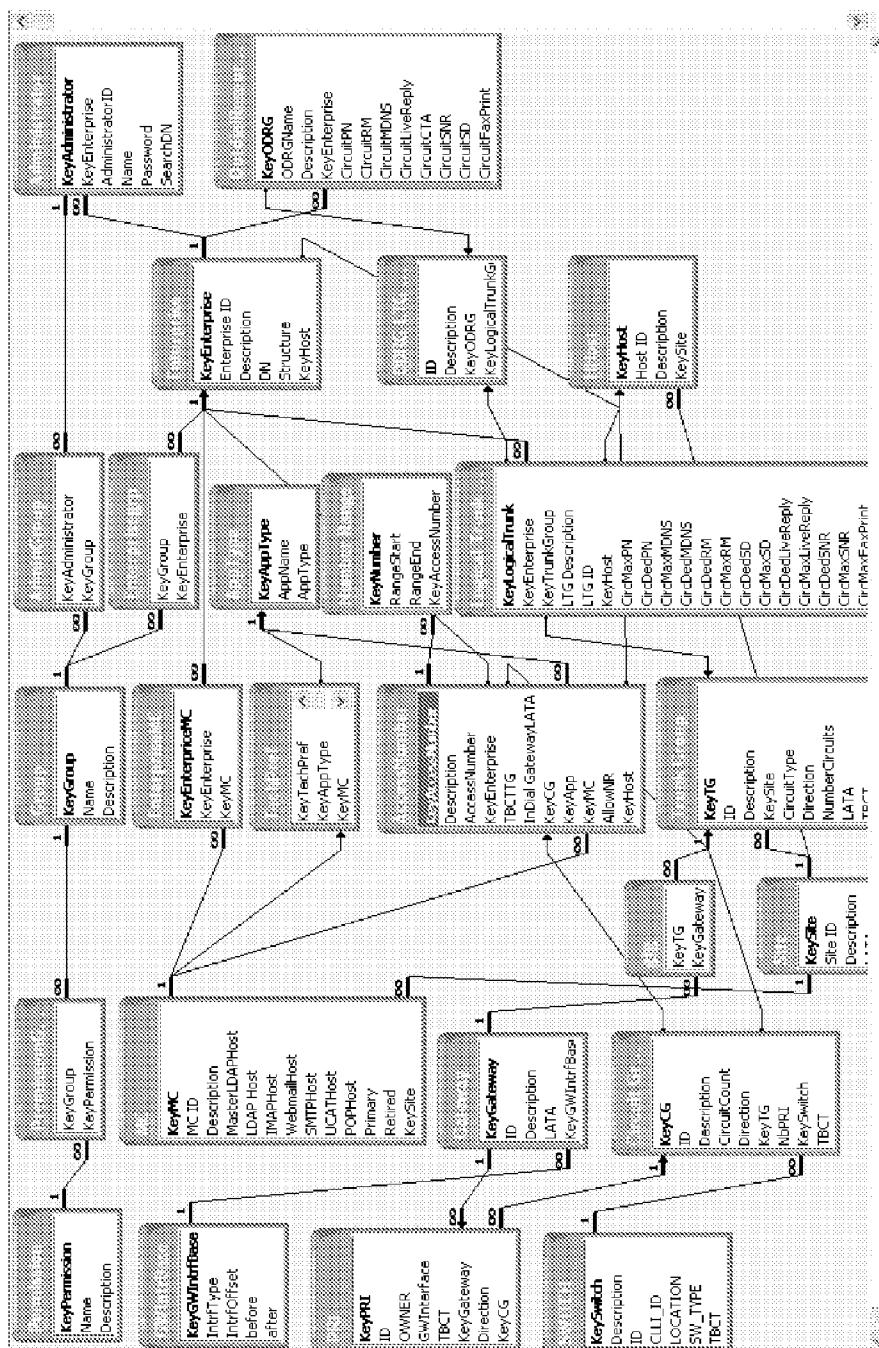 KeyPermission
Name
Description
KeyGroup
KeyPermission
KeyGroup
Name
Description
KeyAdministrator
KeyGroup
KeyAdministrator
KeyEnterprise
AdministratorID
Name
Password
SearchDN
KeyGroup
KeyEnterprise
KeyGWIntrfBase
IntrfType
IntrfOffset
before
after
KeyMC
MC ID
Description
MasterLDAPHost
LDAP Host
IMAPHost
WebmailHost
SMTPHost
UCATHost
POPHost
Primary
Retired
KeySite
KeyEnterpriceMC
KeyEnterprise
KeyMC
KeyEnterprise
Enterprise ID
Description
DN
Structure
KeyHost
KeyODRG
ODRGName
Description
KeyEnterprise
CircuitPN
CircuitRM
CircuitMDNS
CircuitLiveReply
CircuitCTA
CircuitSNR
CircuitSD
CircuitFaxPrint
KeyTechPref
KeyAppType
KeyMC
KeyAppType
AppName
AppType
KeyPRI
ID
OWNER
GWInterface
TBCT
KeyGateway
Direction
KeyCG
KeyGateway
ID
Description
LATA
KeyGWIntrfBase
Description
AccessNumber
KeyEnterprise
TBCTTG
InDial GatewayLATA
KeyCG
KeyApp
KeyMC
AllowNR
KeyHost
KeyNumber
RangeStart
RangeEnd
KeyAccessNumber
ID
Description
KeyODRG
KeyLogicalTrunkG
KeySwitch
Description
ID
CLLI_ID
LOCATION
SW_TYPE
TBCT
KeyCG
ID
Description
CircuitCount
Direction
KeyTG
NbPRI
KeySwitch
TBCT
KeyTG
KeyGateway
KeySite
Site ID
Description
KeyTG
ID
Description
KeySite
CircuitType
Direction
NumberCircuits
LATA
TBCT
KeyLogicalTrunk
KeyEnterprise
KeyTrunkGroup
LTG Description
LTG ID
KeyHost
CircMaxPN
CircDedPN
CircMaxMDNS
CircDedMDNS
CircDedRM
CircMaxRM
CircDedSD
CircMaxSD
CircDedLiveReply
CircMaxLiveReply
CircDedSNR
CircMaxSNR
CircMaxFaxPrint
KeyHost
Host ID
Description
KeySite